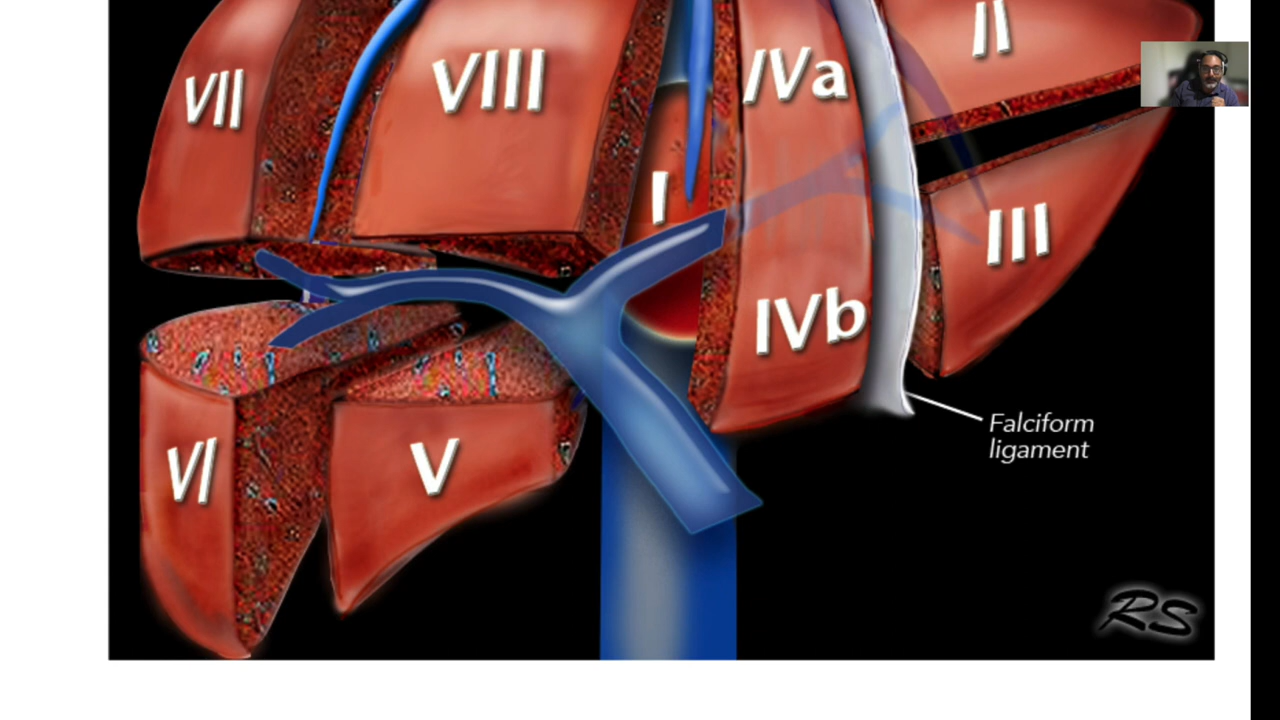 VII
VIII
IVa
II
I
III
IVb
VI
V
Falciform
ligament
RS